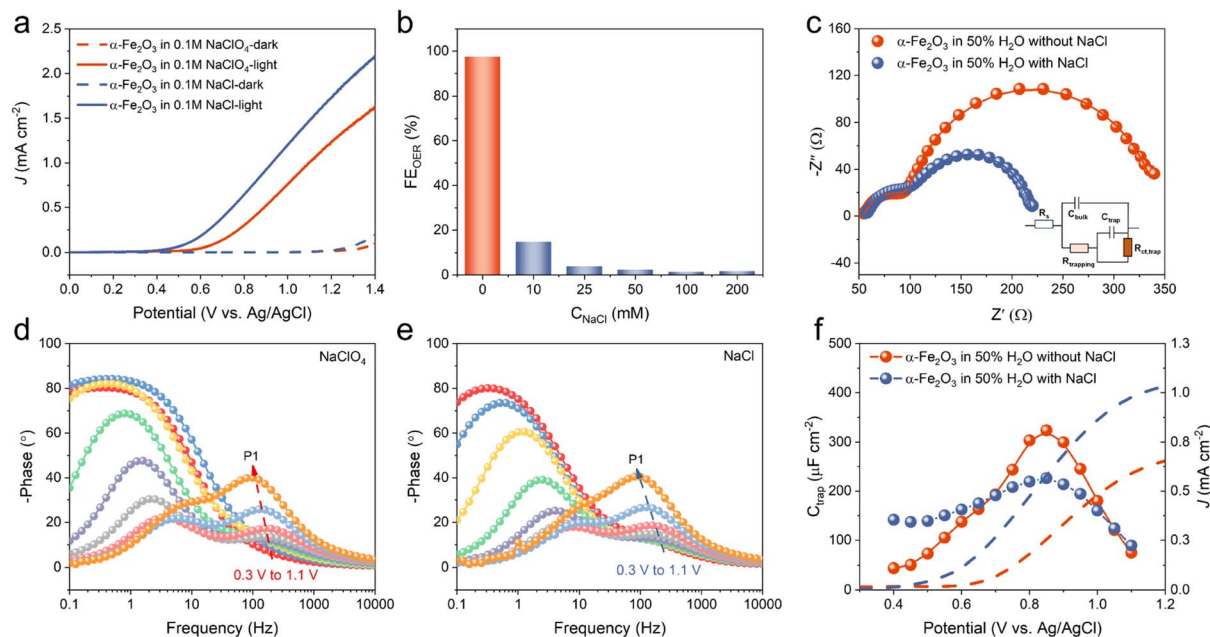 a
2.5
2.0
1.5
1.0
0.5
0.0
J (mA cm⁻²)
α-Fe₂O₃ in 0.1M NaClO₄-dark
α-Fe₂O₃ in 0.1M NaClO₄-light
α-Fe₂O₃ in 0.1M NaCl-dark
α-Fe₂O₃ in 0.1M NaCl-light
0.0 0.2 0.4 0.6 0.8 1.0 1.2 1.4
Potential (V vs. Ag/AgCl)
b
100
80
60
40
20
0
FE_OER (%)
0 10 25 50 100 200
C_NaCl (mM)
c
160
120
80
40
0
-40
-Z″ (Ω)
α-Fe₂O₃ in 50% H₂O without NaCl
α-Fe₂O₃ in 50% H₂O with NaCl
R_s
C_bulk
C_trap
R_trapping
R_ct,trap
50 100 150 200 250 300 350
Z′ (Ω)
d
100
80
60
40
20
0
-Phase (°)
NaClO₄
P1
0.3 V to 1.1 V
0.1 1 10 100 1000 10000
Frequency (Hz)
e
100
80
60
40
20
0
-Phase (°)
NaCl
P1
0.3 V to 1.1 V
0.1 1 10 100 1000 10000
Frequency (Hz)
f
500
400
300
200
100
0
C_trap (μF cm⁻²)
α-Fe₂O₃ in 50% H₂O without NaCl
α-Fe₂O₃ in 50% H₂O with NaCl
1.3
1.0
0.8
0.5
0.3
0.0
J (mA cm⁻²)
0.4 0.6 0.8 1.0 1.2
Potential (V vs. Ag/AgCl)